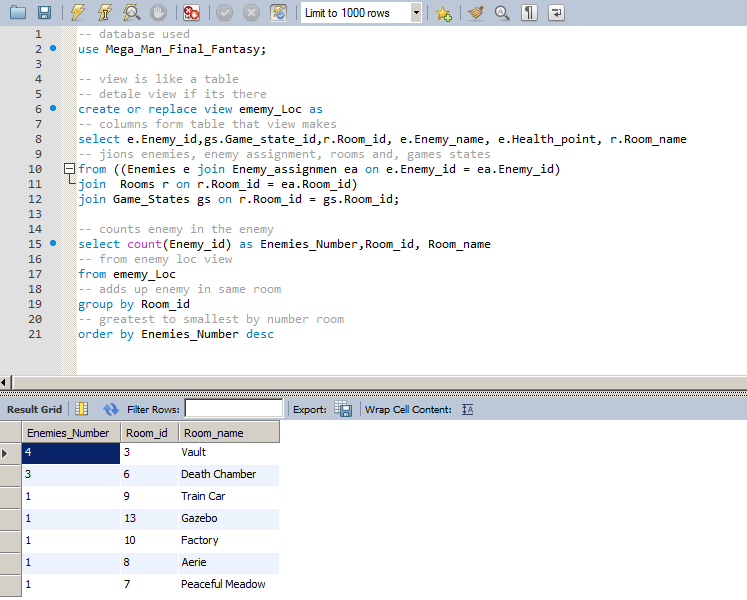 Limit to 1000 rows
1 -- database used
2 use Mega_Man_Final_Fantasy;
3
4 -- view is like a table
5 -- detale view if its there
6 create or replace view ememy_Loc as
7 -- columns form table that view makes
8 select e.Enemy_id,gs.Game_state_id,r.Room_id, e.Enemy_name, e.Health_point, r.Room_name
9 -- jions enemies, enemy assignment, rooms and, games states
10 from ((Enemies e join Enemy_assignmen ea on e.Enemy_id = ea.Enemy_id)
11 join  Rooms r on r.Room_id = ea.Room_id)
12 join Game_States gs on r.Room_id = gs.Room_id;
13
14 -- counts enemy in the enemy
15 select count(Enemy_id) as Enemies_Number,Room_id, Room_name
16 -- from enemy loc view
17 from ememy_Loc
18 -- adds up enemy in same room
19 group by Room_id
20 -- greatest to smallest by number room
21 order by Enemies_Number desc
Result Grid Filter Rows: Export: Wrap Cell Content: IA
Enemies_Number Room_id Room_name
4 3 Vault
3 6 Death Chamber
1 9 Train Car
1 13 Gazebo
1 10 Factory
1 8 Aerie
1 7 Peaceful Meadow